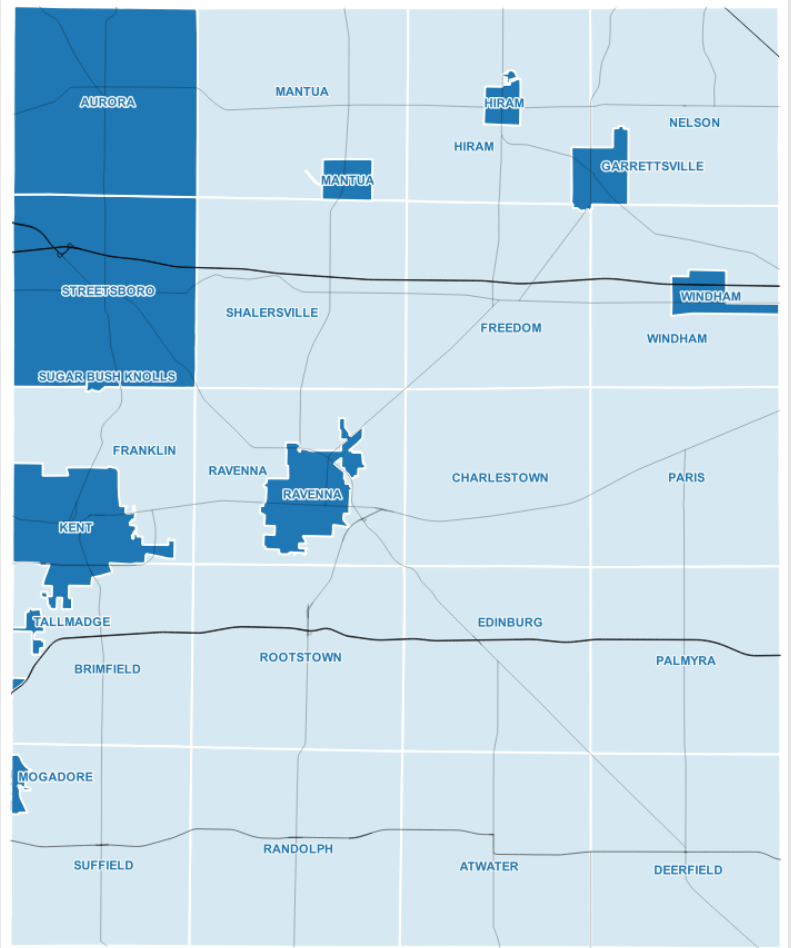 MANTUA
AURORA
HIRAM
NELSON
HIRAM
GARRETTSVILLE
MANTUA
STREETSBORO
WINDHAM
SHALERSVILLE
FREEDOM
WINDHAM
SUGAR BUSH KNOLLS
FRANKLIN
RAVENNA
CHARLESTOWN
PARIS
RAVENNA
KENT
TALLMADGE
EDINBURG
ROOTSTOWN
PALMYRA
BRIMFIELD
MOGADORE
RANDOLPH
SUFFIELD
ATWATER
DEERFIELD